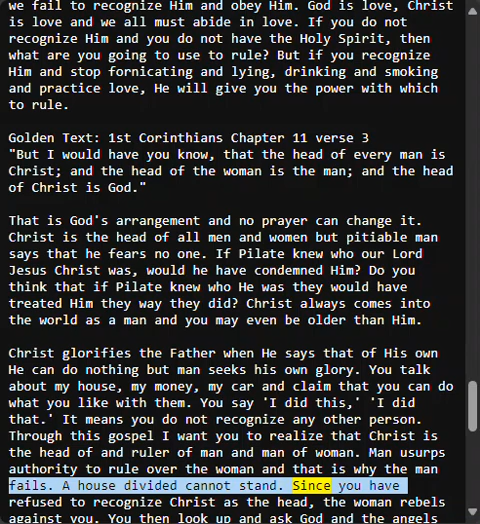 we fail to recognize Him and obey Him. God is love, Christ
is love and we all must abide in love. If you do not
recognize Him and you do not have the Holy Spirit, then
what are you going to use to rule? But if you recognize
Him and stop fornicating and lying, drinking and smoking
and practice love, He will give you the power with which
to rule.

Golden Text: 1st Corinthians Chapter 11 verse 3
"But I would have you know, that the head of every man is
Christ; and the head of the woman is the man; and the head
of Christ is God."

That is God's arrangement and no prayer can change it.
Christ is the head of all men and women but pitiable man
says that he fears no one. If Pilate knew who our Lord
Jesus Christ was, would he have condemned Him? Do you
think that if Pilate knew who He was they would have
treated Him they way they did? Christ always comes into
the world as a man and you may even be older than Him.

Christ glorifies the Father when He says that of His own
He can do nothing but man seeks his own glory. You talk
about my house, my money, my car and claim that you can do
what you like with them. You say 'I did this,' 'I did
that.' It means you do not recognize any other person.
Through this gospel I want you to realize that Christ is
the head of and ruler of man and man of woman. Man usurps
authority to rule over the woman and that is why the man
fails. A house divided cannot stand. Since you have
refused to recognize Christ as the head, the woman rebels
against you. You then look up and ask God and the angels